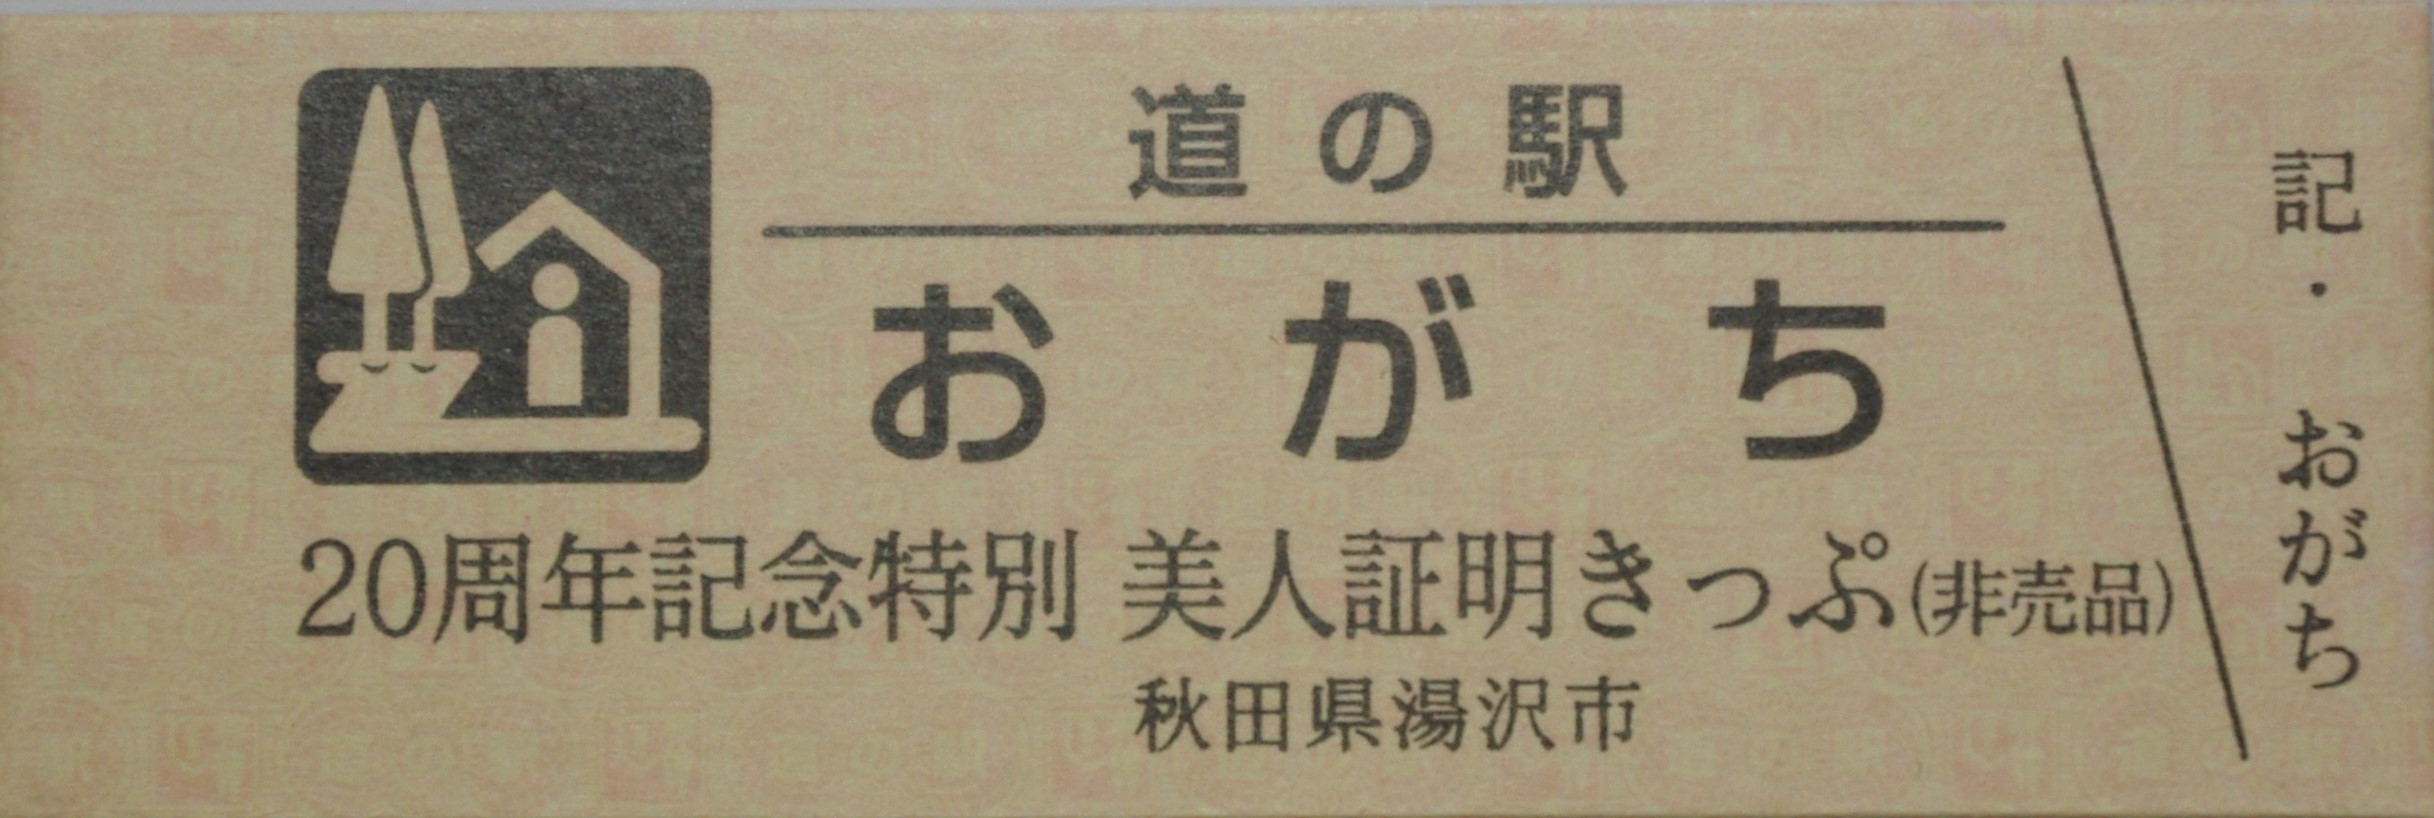 道の駅
おがち
20周年記念特別 美人証明きっぷ(非売品)
秋田県湯沢市
記・おがち